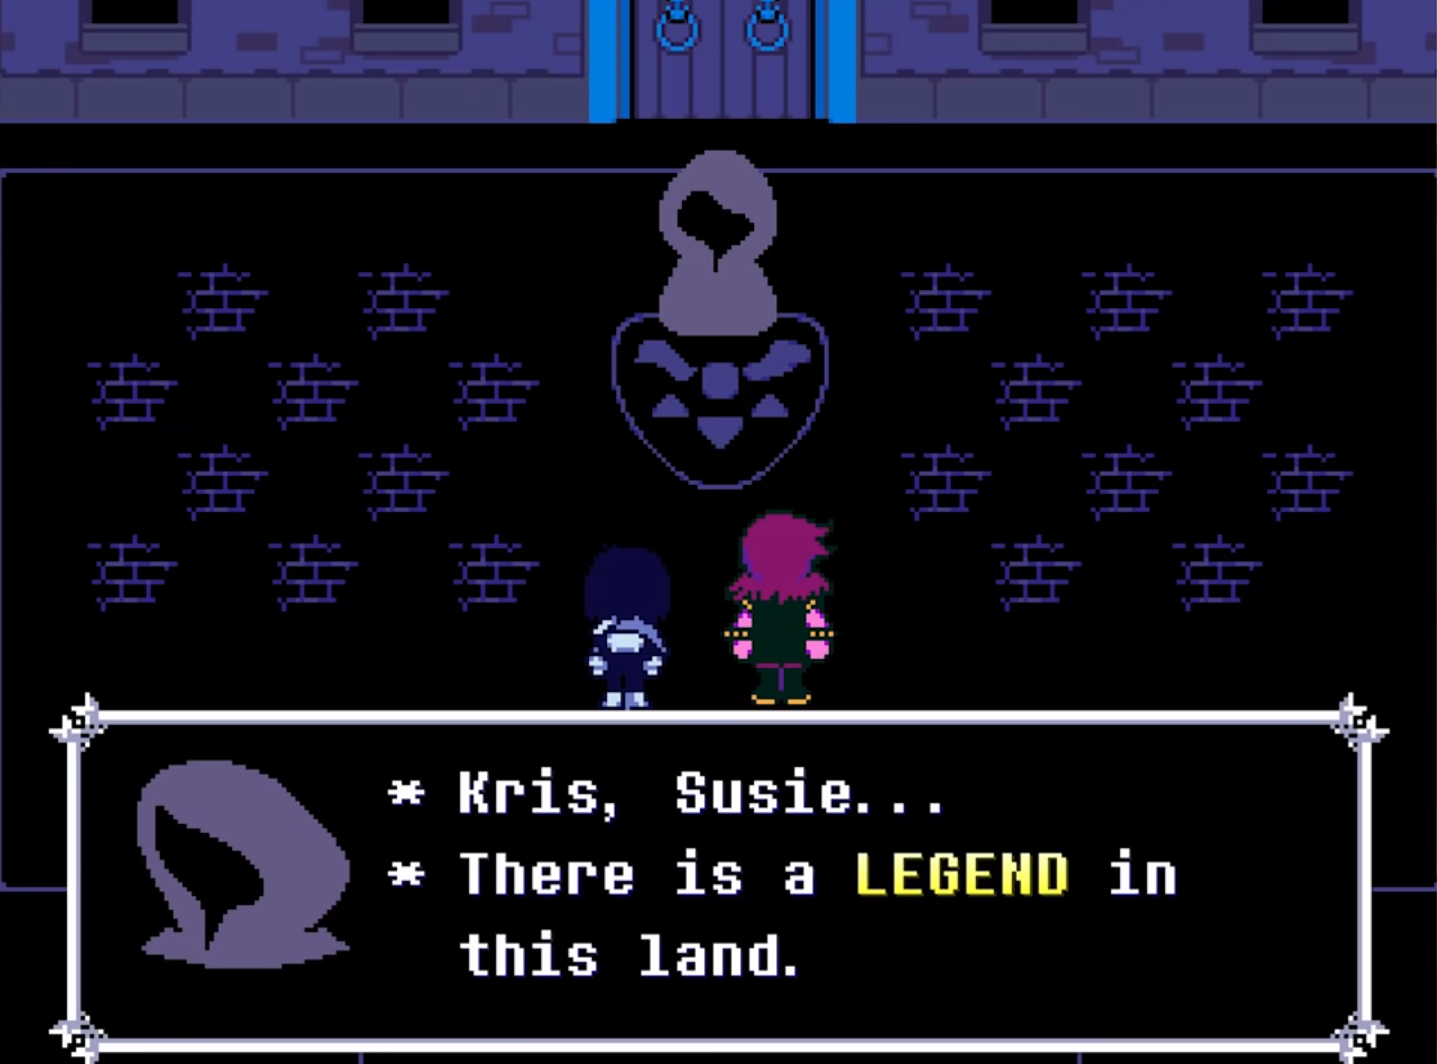 * Kris, Susie...
* There is a LEGEND in
this land.